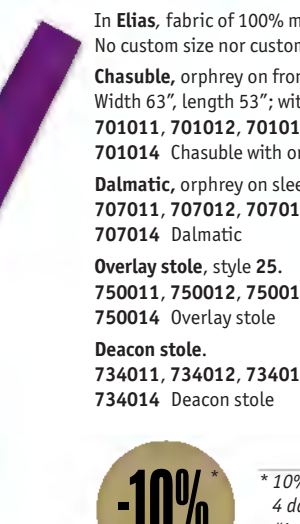 In Elias, fabric of 100% m
No custom size nor custom
Chasuble, orphrey on fron
Width 63”, length 53”; wit
701011, 701012, 70101
701014 Chasuble with or
Dalmatic, orphrey on slee
707011, 707012, 70701
707014 Dalmatic
Overlay stole, style 25.
750011, 750012, 75001
750014 Overlay stole
Deacon stole.
734011, 734012, 73401
734014 Deacon stole
-10%*
* 10%
4 da